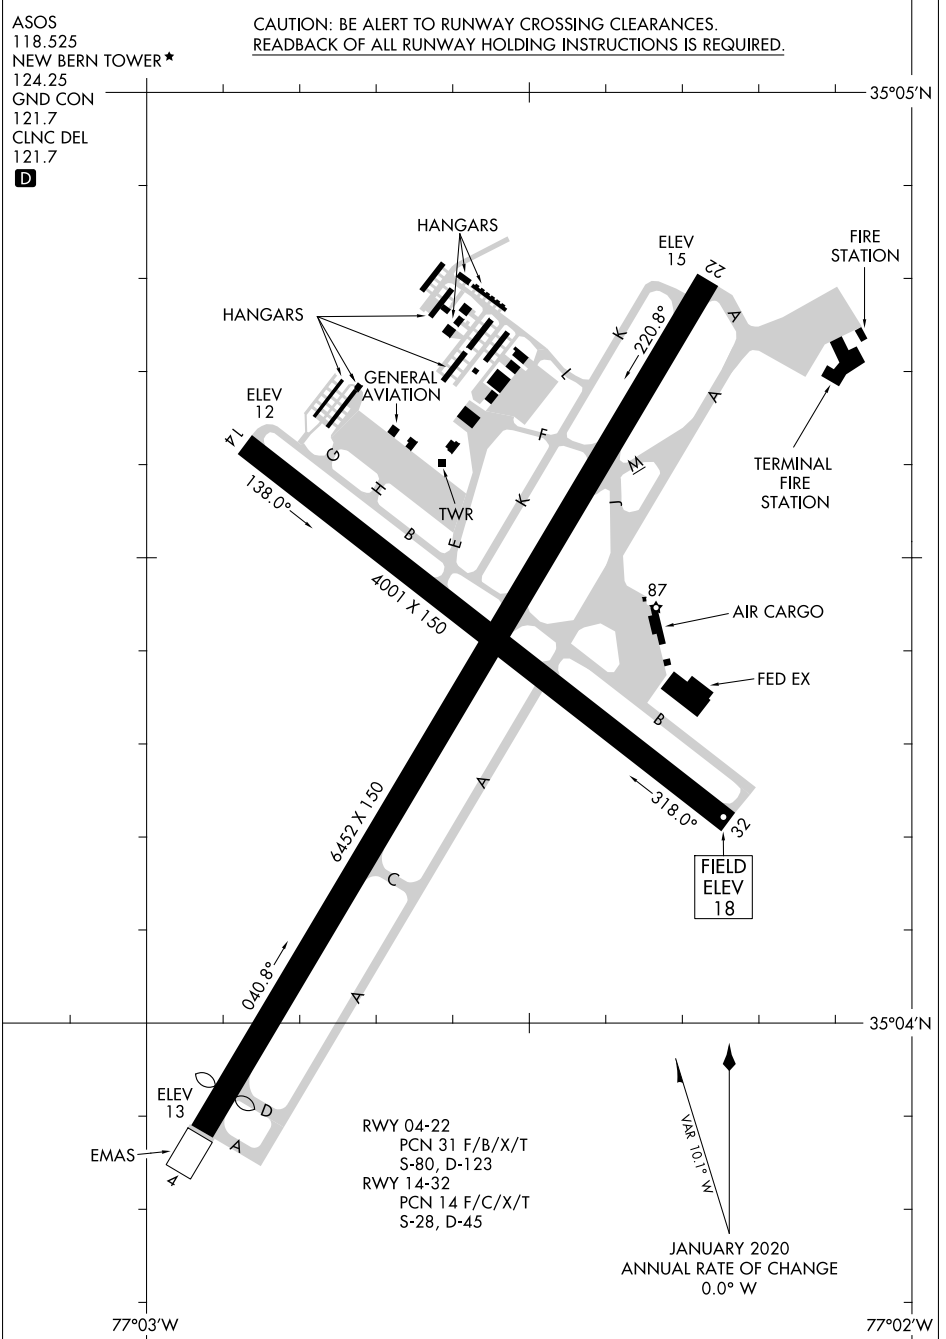 ASOS
118.525
NEW BERN TOWER★
124.25
GND CON
121.7
CLNC DEL
121.7
D
CAUTION: BE ALERT TO RUNWAY CROSSING CLEARANCES.
READBACK OF ALL RUNWAY HOLDING INSTRUCTIONS IS REQUIRED.
35°05′N
HANGARS
ELEV
15
22
FIRE
STATION
HANGARS
K
220.8°
A
L
GENERAL
AVIATION
ELEV
12
A
14
G
F
M
TERMINAL
FIRE
STATION
138.0°
H
K
J
TWR
B
E
4001 X 150
87
AIR CARGO
FED EX
B
A
318.0°
32
6452 X 150
FIELD
ELEV
18
C
040.8°
A
35°04′N
ELEV
13
D
A
EMAS
4
RWY 04-22
PCN 31 F/B/X/T
S-80, D-123
RWY 14-32
PCN 14 F/C/X/T
S-28, D-45
VAR 10.1° W
JANUARY 2020
ANNUAL RATE OF CHANGE
0.0° W
77°03′W
77°02′W